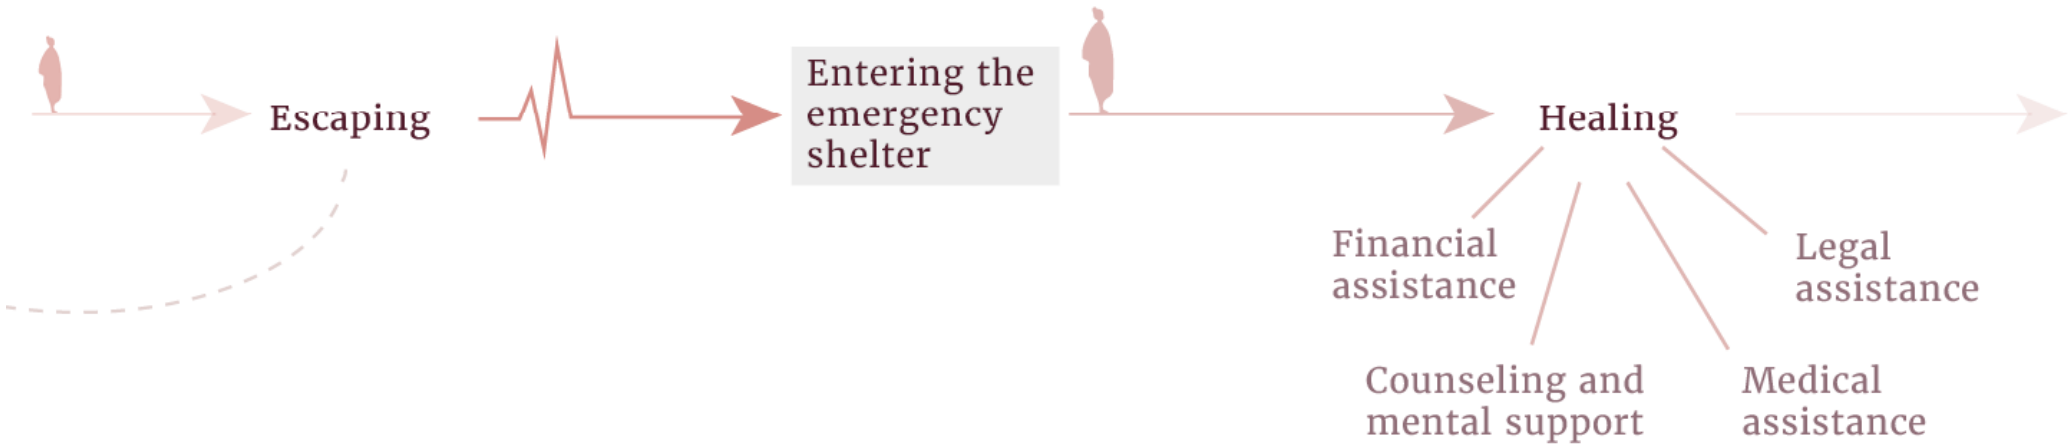 Escaping
Entering the
emergency
shelter
Healing
Financial
assistance
Counseling and
mental support
Medical
assistance
Legal
assistance